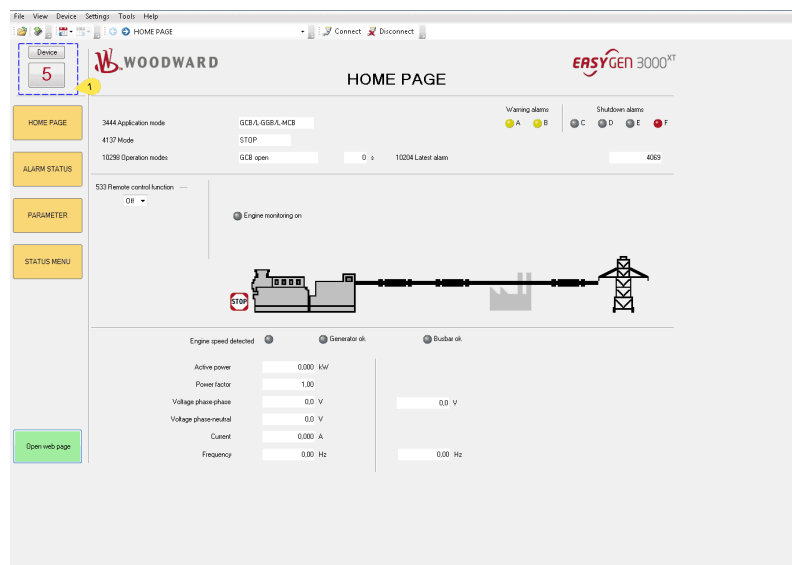 File View Device Settings Tools Help
HOME PAGE Connect Disconnect
Device
5
1
WOODWARD
HOME PAGE
EASYGEN 3000XT
HOME PAGE
ALARM STATUS
PARAMETER
STATUS MENU
Open web page
Warning alarms Shutdown alarms
3444 Application mode GCB/L-GGB/L-MCB A B C D E F
4137 Mode STOP
10298 Operation modes GCB open 0 s 10204 Latest alarm 4069
533 Remote control function
Off
Engine monitoring on
STOP
Engine speed detected Generator ok Busbar ok
Active power 0,000 kW
Power factor 1,00
Voltage phase-phase 0,0 V 0,0 V
Voltage phase-neutral 0,0 V
Current 0,000 A
Frequency 0,00 Hz 0,00 Hz